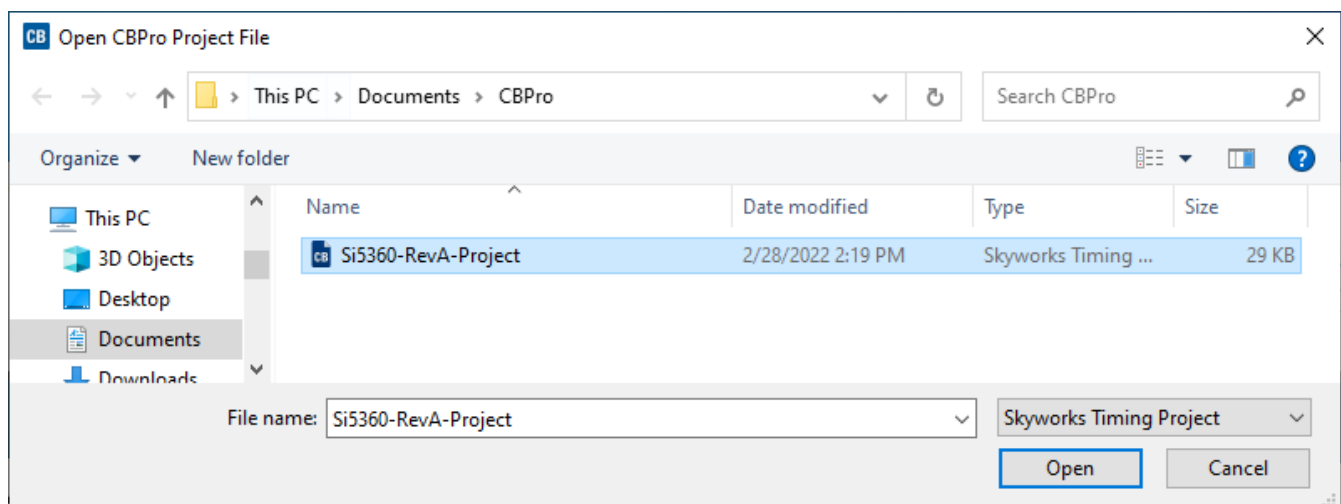 CB Open CBPro Project File
This PC > Documents > CBPro
Search CBPro
Organize
New folder
?
Name
Date modified
Type
Size
This PC
3D Objects
Desktop
Documents
Downloads
CB Si5360-RevA-Project
2/28/2022 2:19 PM
Skyworks Timing ...
29 KB
File name: Si5360-RevA-Project
Skyworks Timing Project
Open
Cancel